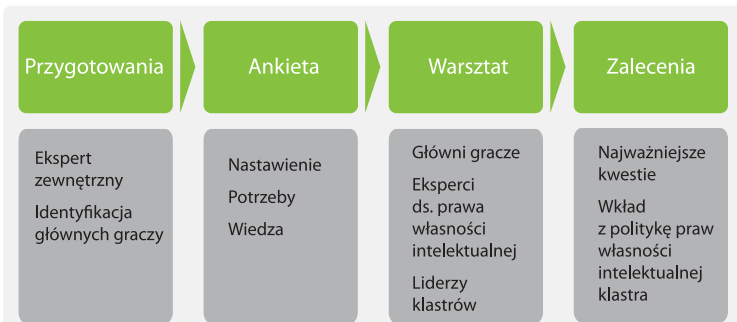 Przygotowania
Ankieta
Warsztat
Zalecenia
Ekspert
zewnętrzny
Identyfikacja
głównych graczy
Nastawienie
Potrzeby
Wiedza
Główni gracze
Eksperci
ds. prawa
własności
intelektualnej
Liderzy
klastrów
Najważniejsze
kwestie
Wkład
z politykę praw
własności
intelektualnej
klastra